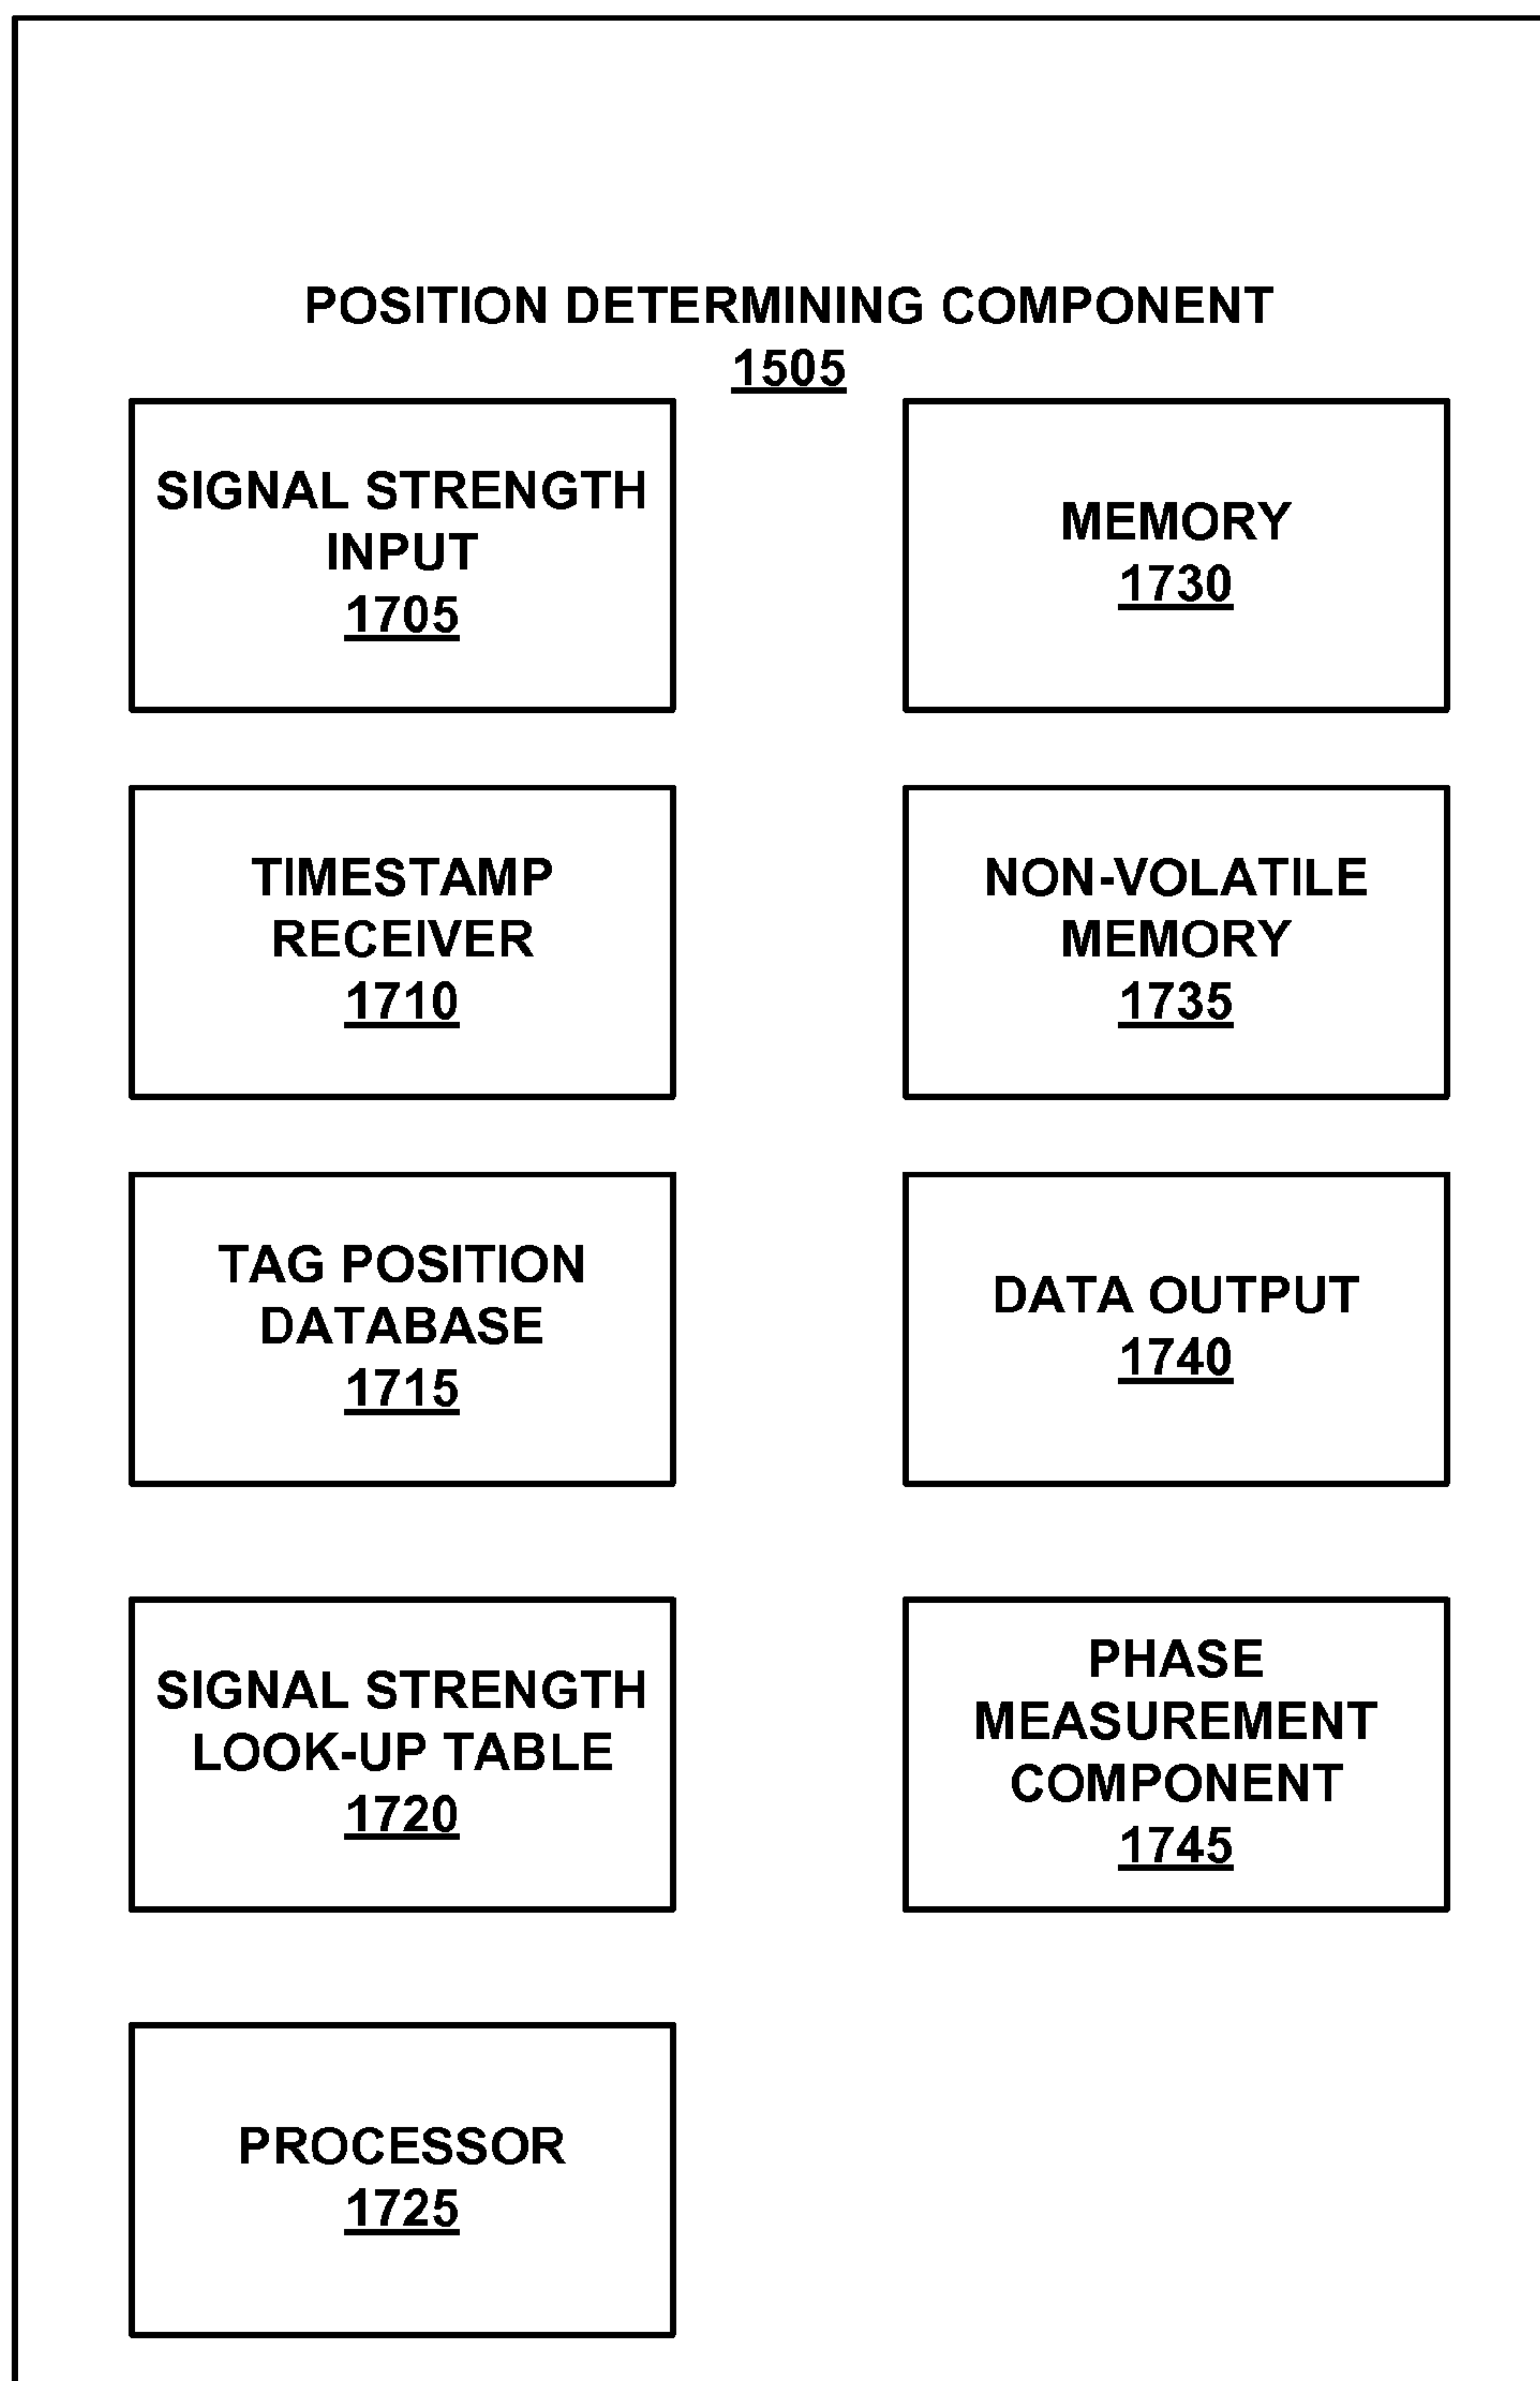 POSITION DETERMINING COMPONENT
1505
SIGNAL STRENGTH
INPUT
1705
TIMESTAMP
RECEIVER
1710
TAG POSITION
DATABASE
1715
SIGNAL STRENGTH
LOOK-UP TABLE
1720
PROCESSOR
1725
MEMORY
1730
NON-VOLATILE
MEMORY
1735
DATA OUTPUT
1740
PHASE
MEASUREMENT
COMPONENT
1745